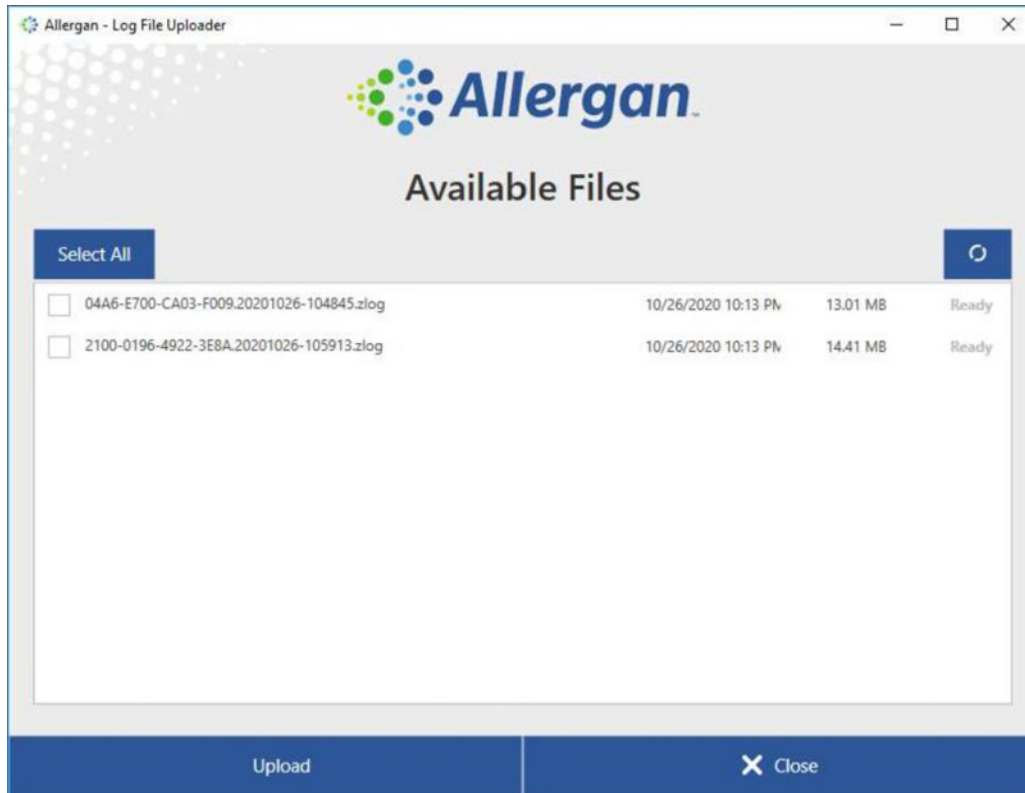 Allergan - Log File Uploader
Allergan™
Available Files
Select All
04A6-E700-CA03-F009.20201026-104845.zlog 10/26/2020 10:13 PM 13.01 MB Ready
2100-0196-4922-3E8A.20201026-105913.zlog 10/26/2020 10:13 PM 14.41 MB Ready
Upload
Close